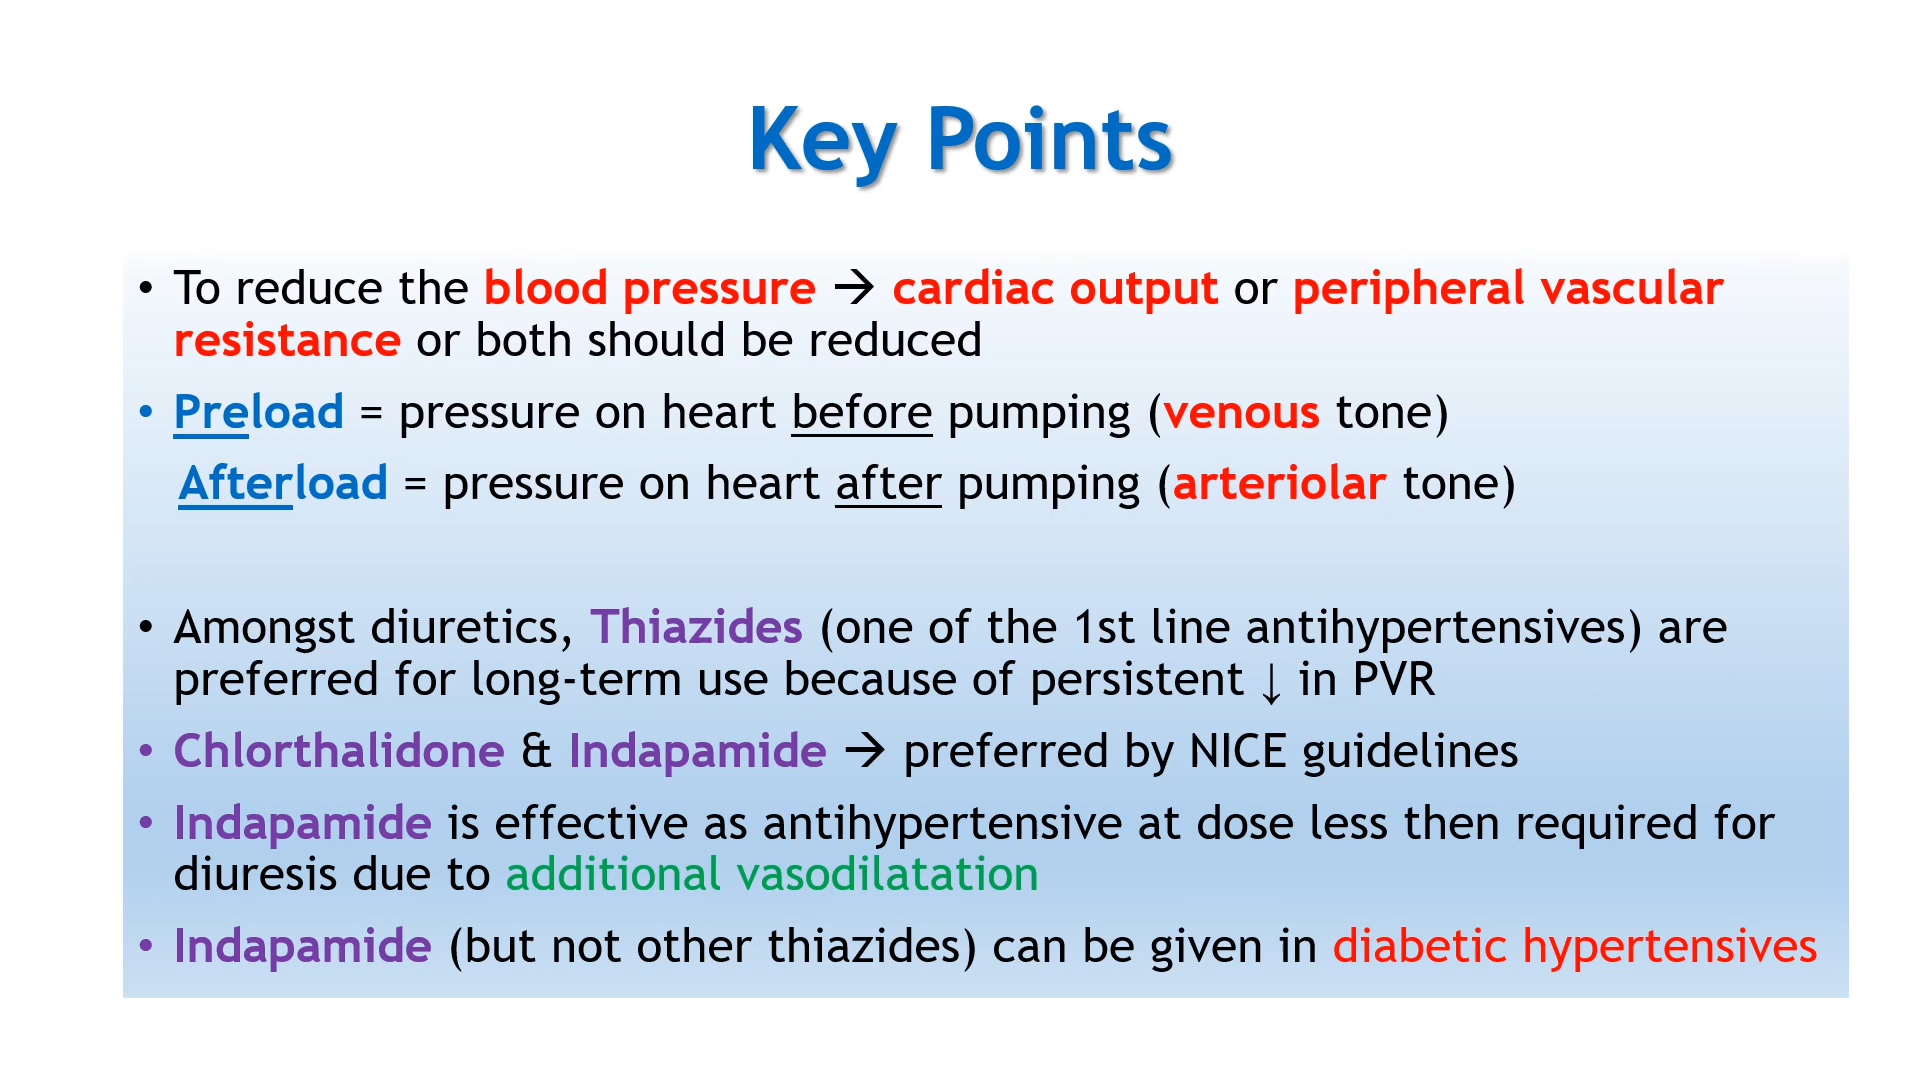 Key Points
• To reduce the blood pressure → cardiac output or peripheral vascular
resistance or both should be reduced
• Preload = pressure on heart before pumping (venous tone)
Afterload = pressure on heart after pumping (arteriolar tone)
• Amongst diuretics, Thiazides (one of the 1st line antihypertensives) are
preferred for long-term use because of persistent ↓ in PVR
• Chlorthalidone & Indapamide → preferred by NICE guidelines
• Indapamide is effective as antihypertensive at dose less then required for
diuresis due to additional vasodilatation
• Indapamide (but not other thiazides) can be given in diabetic hypertensives